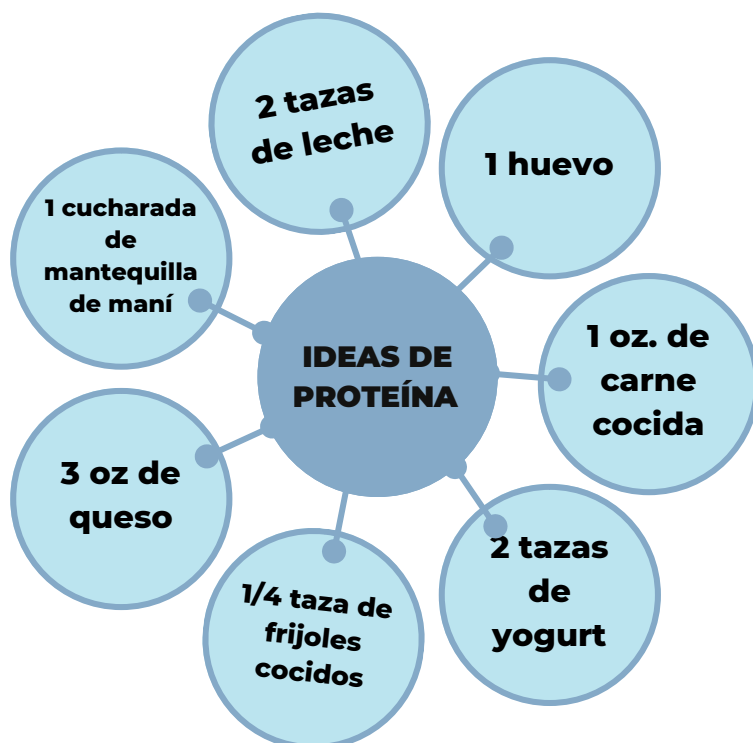 2 tazas
de leche
1 huevo
1 cucharada
de
mantequilla
de maní
IDEAS DE
PROTEÍNA
1 oz. de
carne
cocida
3 oz de
queso
2 tazas
de
yogurt
1/4 taza de
frijoles
cocidos